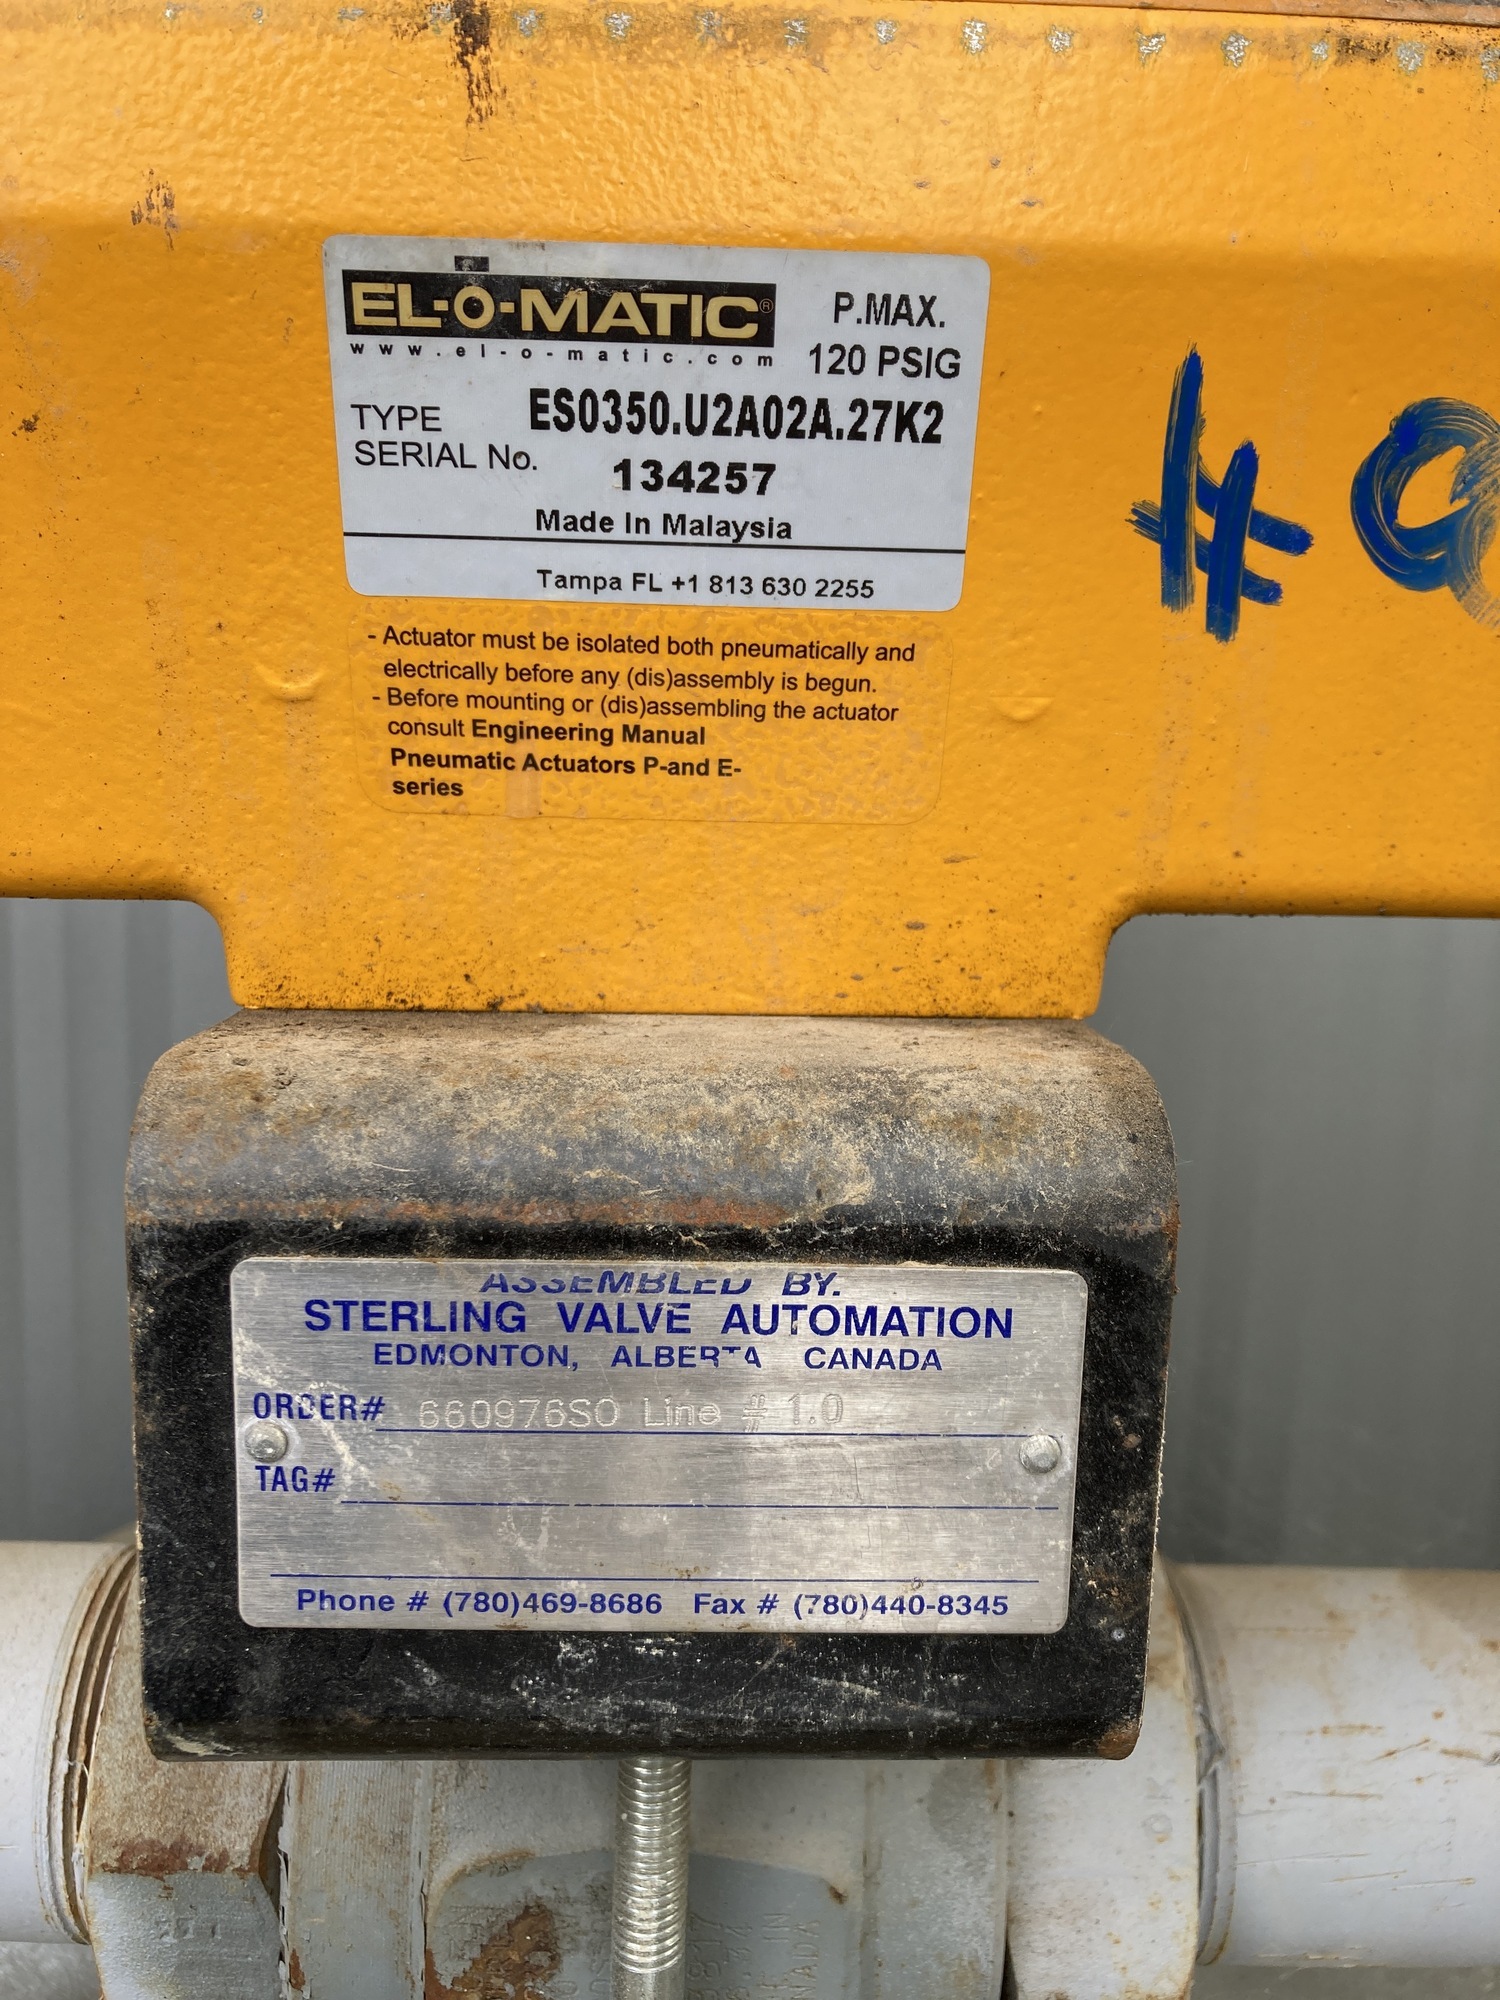 EL-O-MATIC®
www.el-o-matic.com
P.MAX.
120 PSIG
TYPE ES0350.U2A02A.27K2
SERIAL No. 134257
Made In Malaysia
Tampa FL +1 813 630 2255
- Actuator must be isolated both pneumatically and
electrically before any (dis)assembly is begun.
- Before mounting or (dis)assembling the actuator
consult Engineering Manual
Pneumatic Actuators P-and E-
series
#
ASSEMBLED BY:
STERLING VALVE AUTOMATION
EDMONTON, ALBERTA CANADA
ORDER# 660976SO Line # 1.0
TAG#
Phone # (780)469-8686 Fax # (780)440-8345